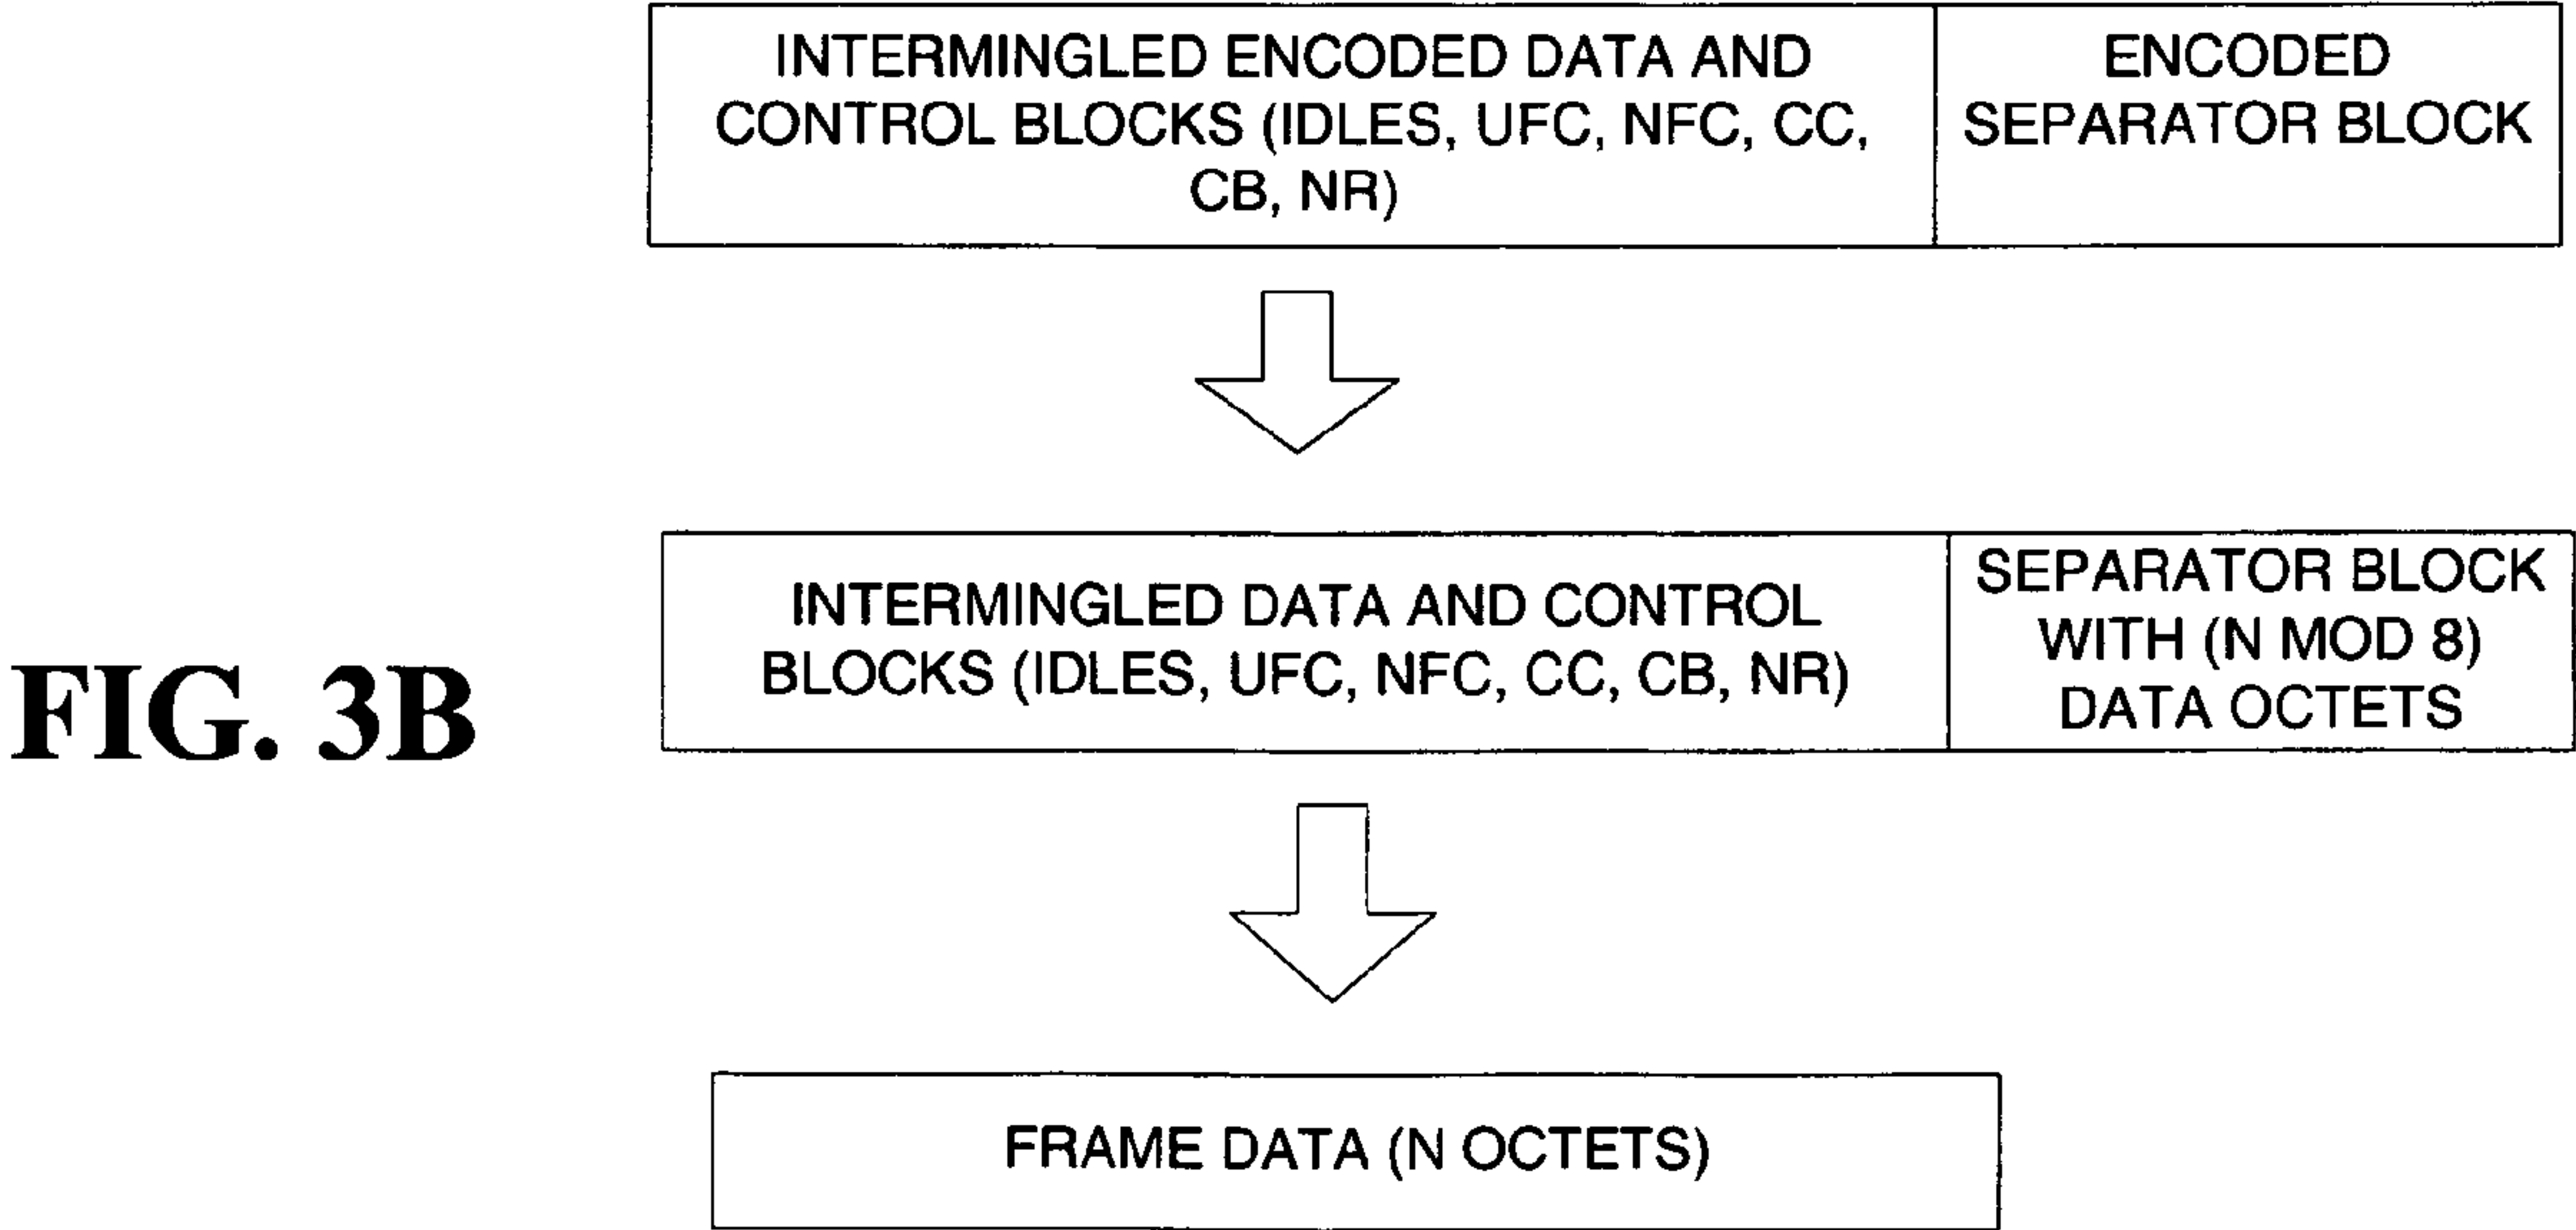 INTERMINGLED ENCODED DATA AND
CONTROL BLOCKS (IDLES, UFC, NFC, CC,
CB, NR)
ENCODED
SEPARATOR BLOCK
INTERMINGLED DATA AND CONTROL
BLOCKS (IDLES, UFC, NFC, CC, CB, NR)
SEPARATOR BLOCK
WITH (N MOD 8)
DATA OCTETS
FIG. 3B
FRAME DATA (N OCTETS)